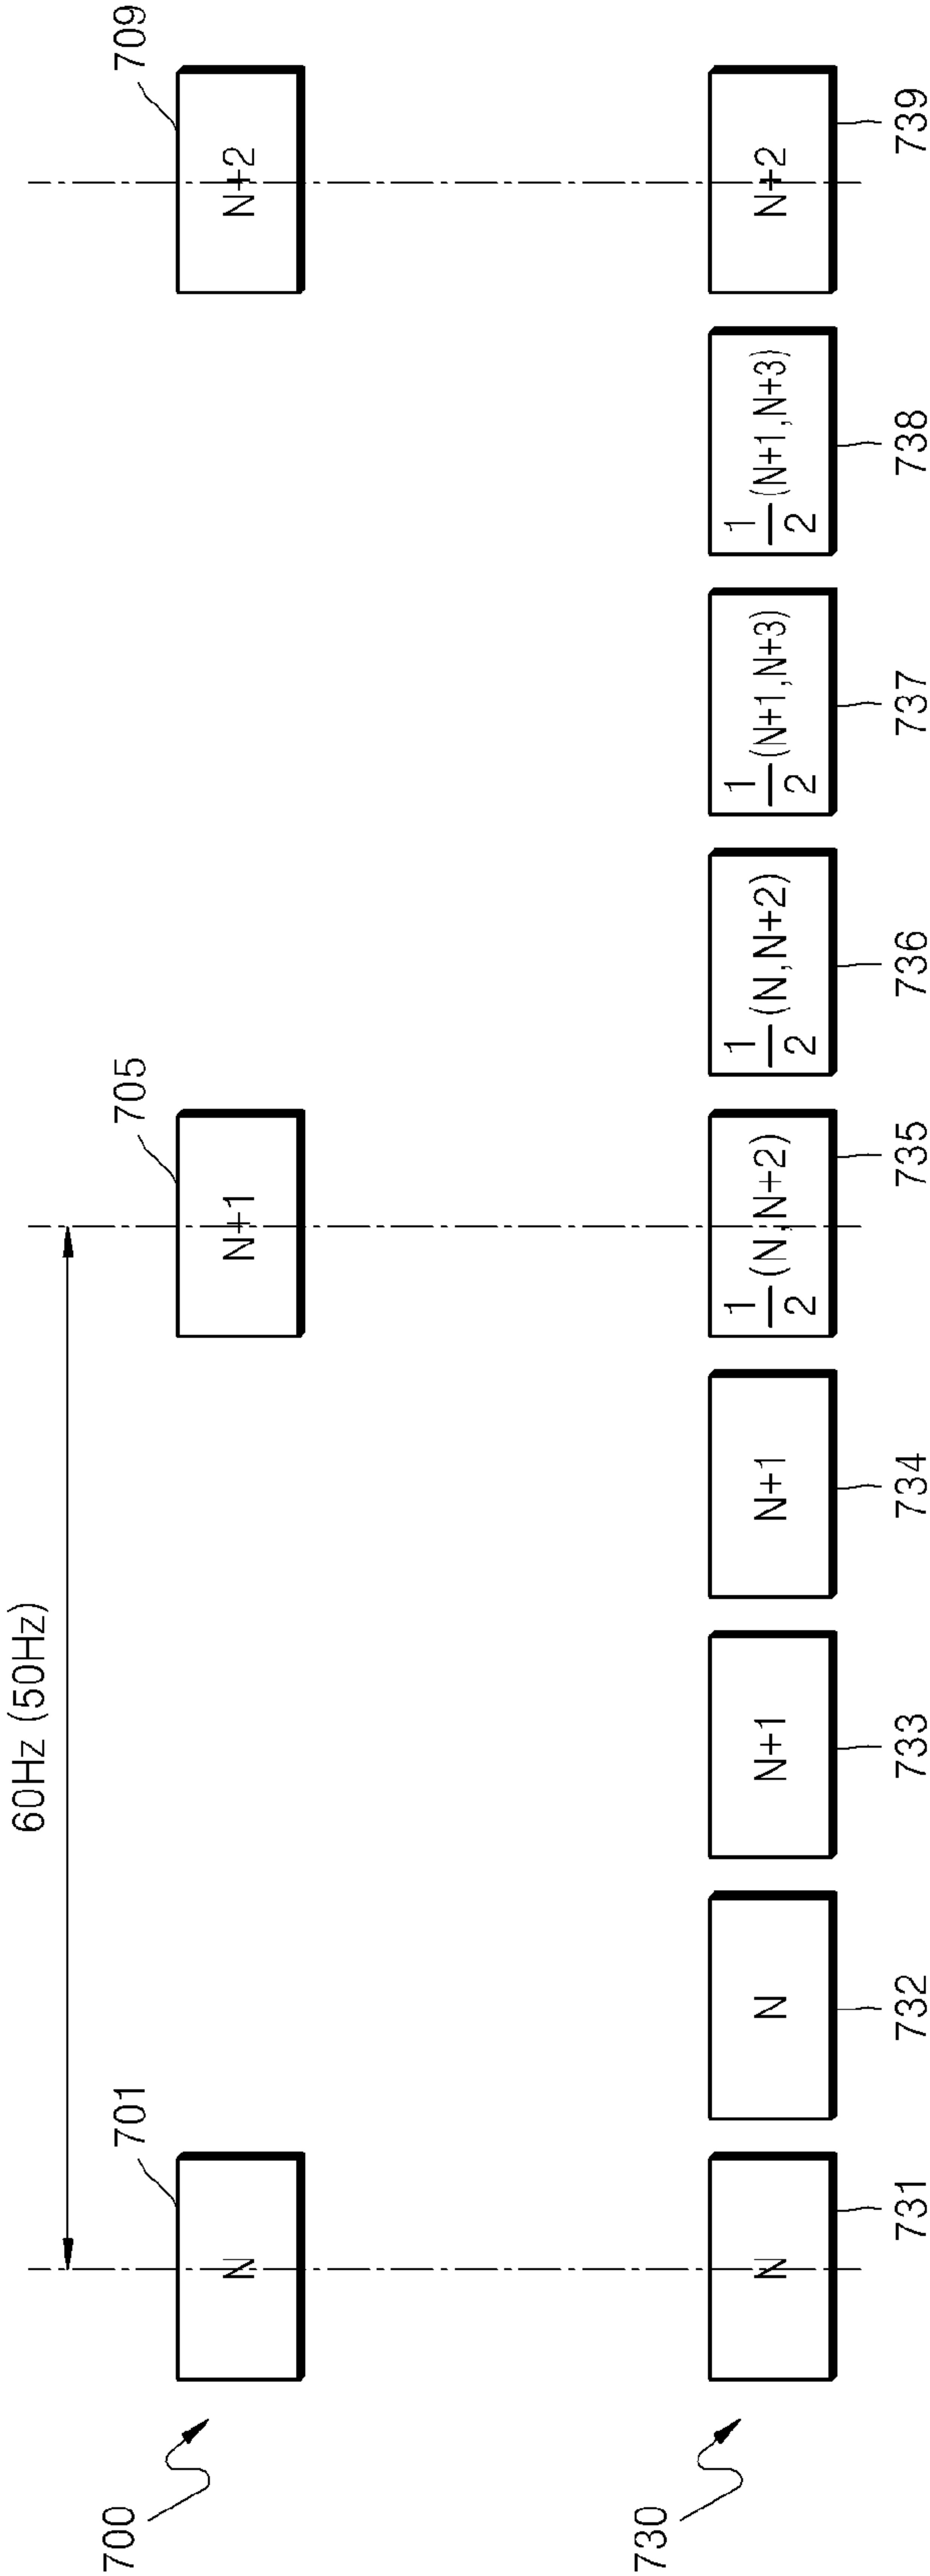 60Hz (50Hz)
700
701
N
705
N+1
709
N+2
730
N
N
N+1
N+1
1/2 (N,N+2)
1/2 (N,N+2)
1/2 (N+1,N+3)
1/2 (N+1,N+3)
N+2
731
732
733
734
735
736
737
738
739